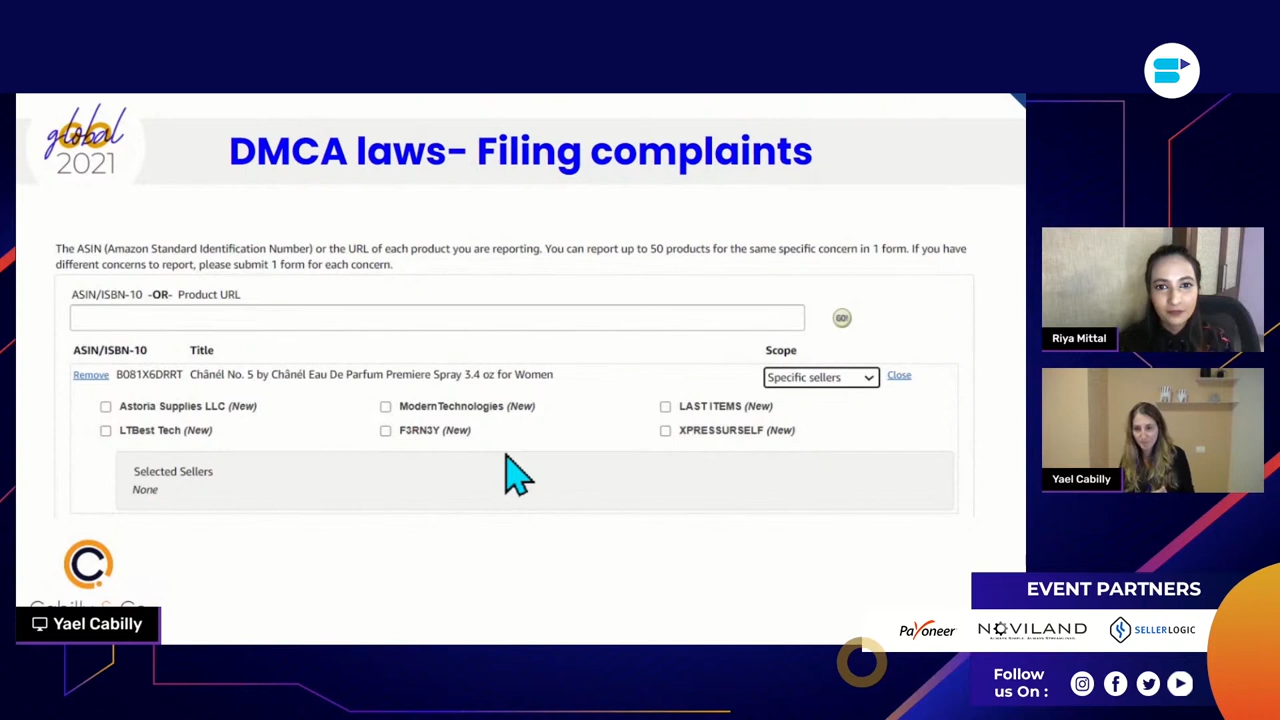 global
2021
DMCA laws- Filing complaints
The ASIN (Amazon Standard Identification Number) or the URL of each product you are reporting. You can report up to 50 products for the same specific concern in 1 form. If you have
different concerns to report, please submit 1 form for each concern.
ASIN/ISBN-10 -OR- Product URL
GO!
ASIN/ISBN-10 Title Scope
Remove B081X6DRRT Chânél No. 5 by Chânél Eau De Parfum Premiere Spray 3.4 oz for Women Specific sellers Close
Astoria Supplies LLC (New) ModernTechnologies (New) LAST ITEMS (New)
LTBest Tech (New) F3RN3Y (New) XPRESSURSELF (New)
Selected Sellers
None
Yael Cabilly
Riya Mittal
Yael Cabilly
EVENT PARTNERS
Payoneer NOVILAND SELLERLOGIC
Follow
us On :